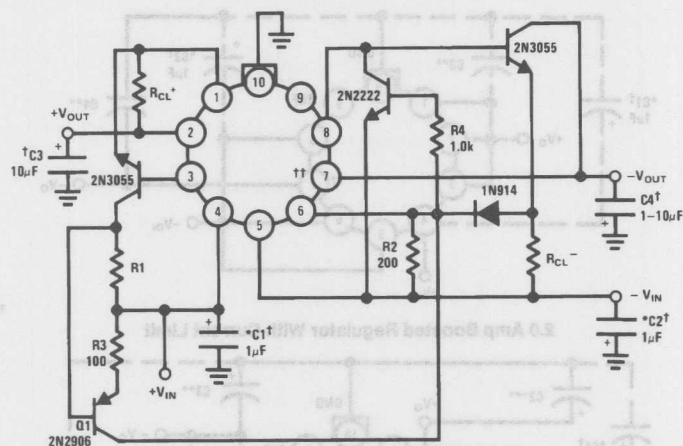 10
1
2
3
4
5
6
7
8
9
††
RCL+
+VOUT
†C3
10μF
2N3055
R1
R3
100
Q1
2N2906
+VIN
*C1†
1μF
+
2N2222
R4
1.0k
2N3055
1N914
R2
200
RCL−
−VOUT
C4†
1–10μF
− VIN
*C2†
1μF
+
2.0 Amp Boosted Regulator With Current Limit